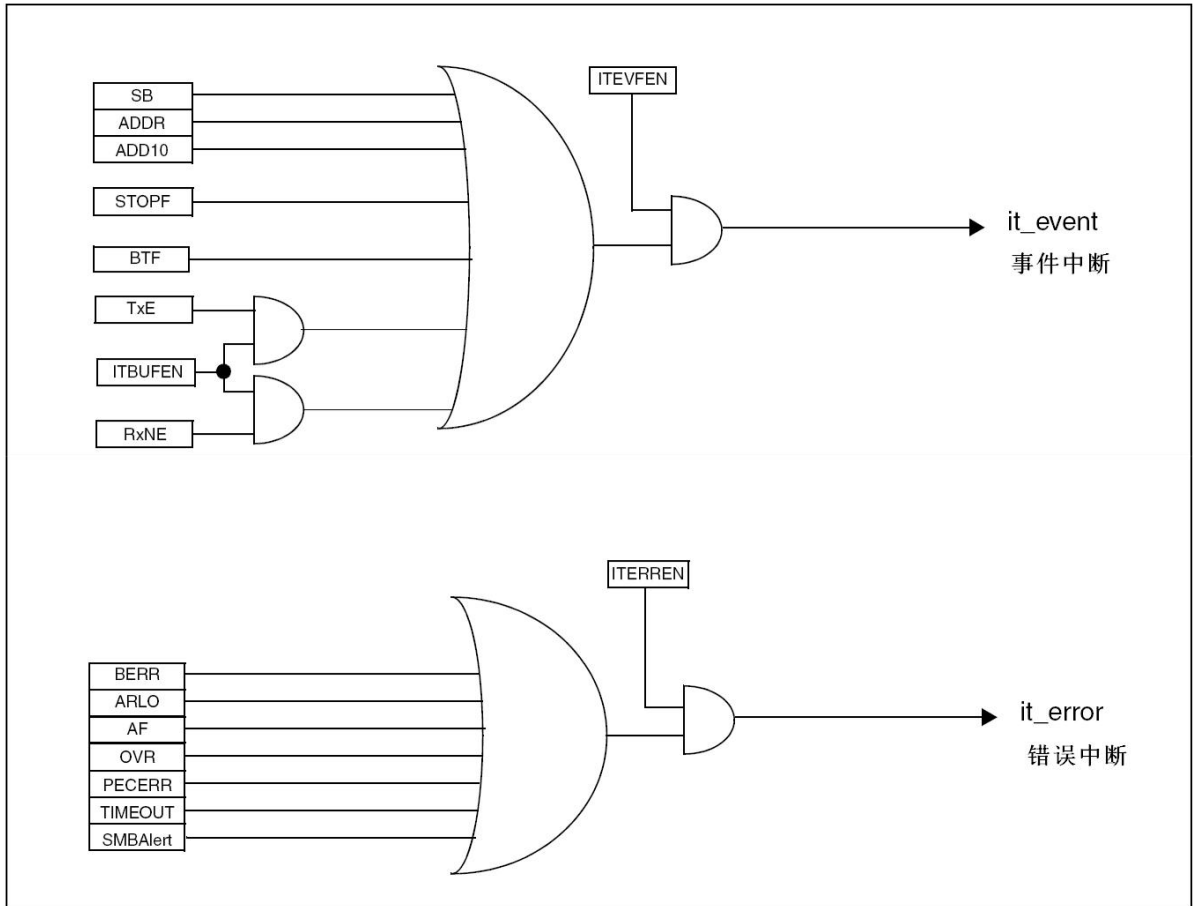 SB
ADDR
ADD10
STOPF
BTF
TxE
ITBUFEN
RxNE
ITEVFEN
it_event
事件中断
BERR
ARLO
AF
OVR
PECERR
TIMEOUT
SMBAlert
ITERREN
it_error
错误中断